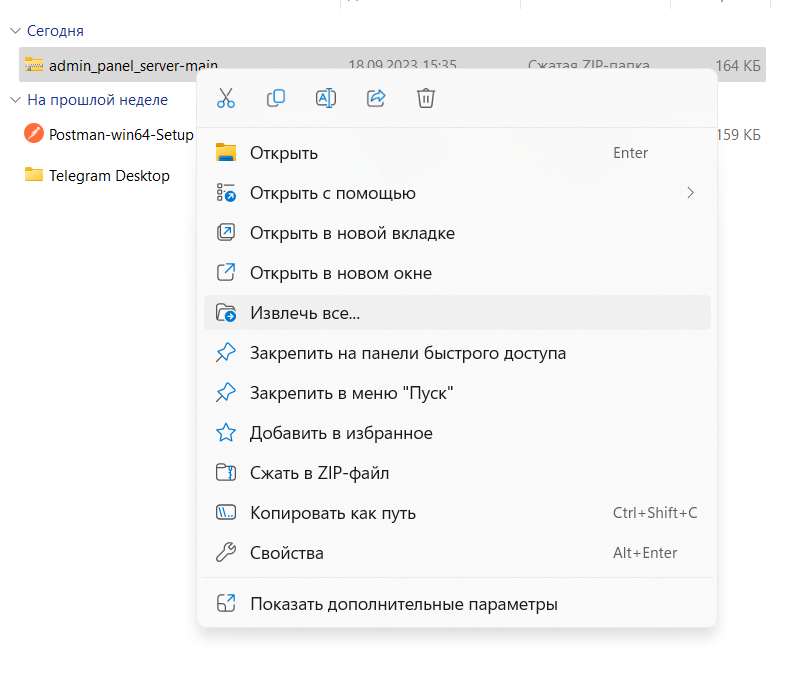 Сегодня
admin_panel_server-main 18.09.2023 15:35 Сжатая ZIP-папка 164 КБ
На прошлой неделе
Postman-win64-Setup 159 КБ
Telegram Desktop
Открыть Enter
Открыть с помощью
Открыть в новой вкладке
Открыть в новом окне
Извлечь все...
Закрепить на панели быстрого доступа
Закрепить в меню "Пуск"
Добавить в избранное
Сжать в ZIP-файл
Копировать как путь Ctrl+Shift+C
Свойства Alt+Enter
Показать дополнительные параметры